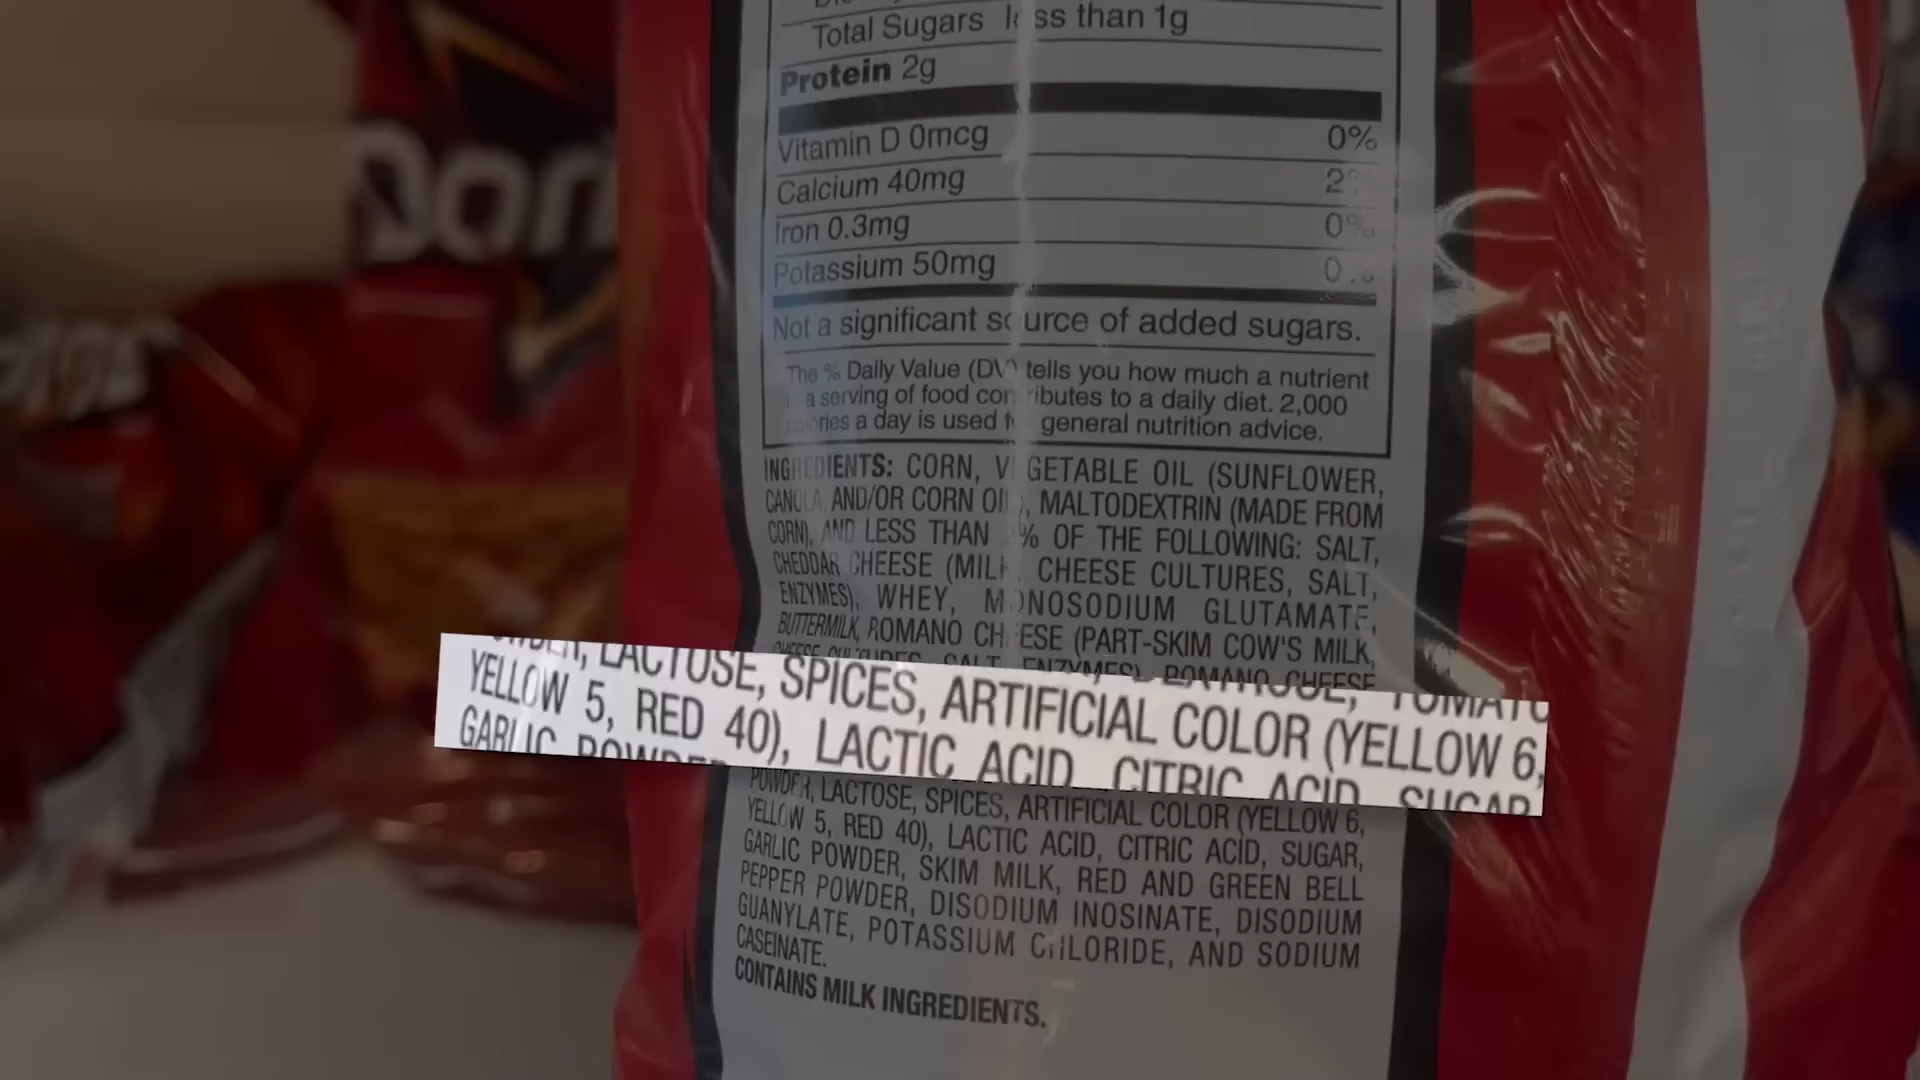 Total Sugars less than 1g
Protein 2g
Vitamin D 0mcg 0%
Calcium 40mg 2%
Iron 0.3mg 0%
Potassium 50mg 0%
Not a significant source of added sugars.
The % Daily Value (DV) tells you how much a nutrient
a serving of food contributes to a daily diet. 2,000
calories a day is used general nutrition advice.
INGREDIENTS: CORN, VEGETABLE OIL (SUNFLOWER,
CANOLA, AND/OR CORN OIL), MALTODEXTRIN (MADE FROM
CORN), AND LESS THAN % OF THE FOLLOWING: SALT,
CHEDDAR CHEESE (MILK, CHEESE CULTURES, SALT,
ENZYMES), WHEY, MONOSODIUM GLUTAMATE,
BUTTERMILK, ROMANO CHEESE (PART-SKIM COW'S MILK,
CHEESE CULTURES, SALT, ENZYMES), ROMANO CHEESE
LACTOSE, SPICES, ARTIFICIAL COLOR (YELLOW 6,
YELLOW 5, RED 40), LACTIC ACID, CITRIC ACID, SUGAR,
GARLIC POWDER
POWDER, LACTOSE, SPICES, ARTIFICIAL COLOR (YELLOW 6,
YELLOW 5, RED 40), LACTIC ACID, CITRIC ACID, SUGAR,
GARLIC POWDER, SKIM MILK, RED AND GREEN BELL
PEPPER POWDER, DISODIUM INOSINATE, DISODIUM
GUANYLATE, POTASSIUM CHLORIDE, AND SODIUM
CASEINATE.
CONTAINS MILK INGREDIENTS.